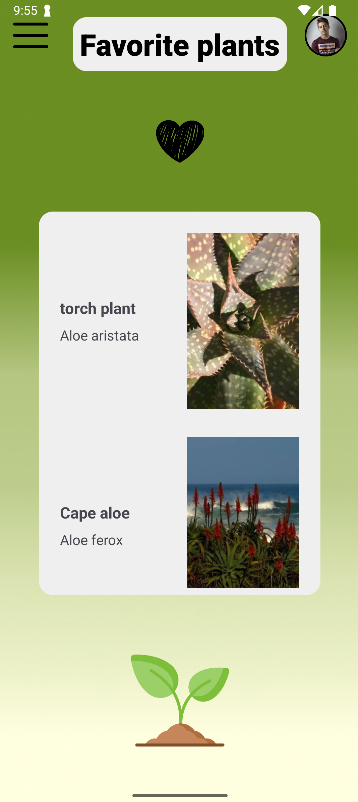 9:55
Favorite plants
torch plant
Aloe aristata
Cape aloe
Aloe ferox